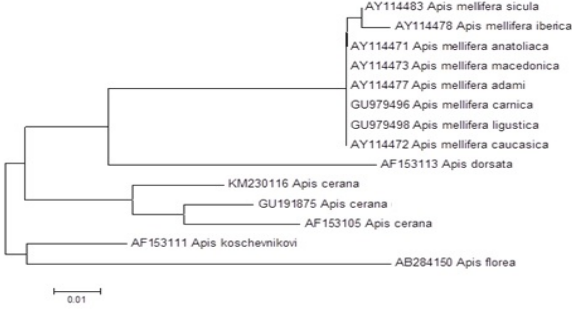 AY114483 Apis mellifera sicula
AY114478 Apis mellifera iberica
AY114471 Apis mellifera anatoliaca
AY114473 Apis mellifera macedonica
AY114477 Apis mellifera adami
GU979496 Apis mellifera carnica
GU979498 Apis mellifera ligustica
AY114472 Apis mellifera caucasica
AF153113 Apis dorsata
KM230116 Apis cerana
GU191875 Apis cerana
AF153105 Apis cerana
AF153111 Apis koschevnikovi
AB284150 Apis florea
0.01